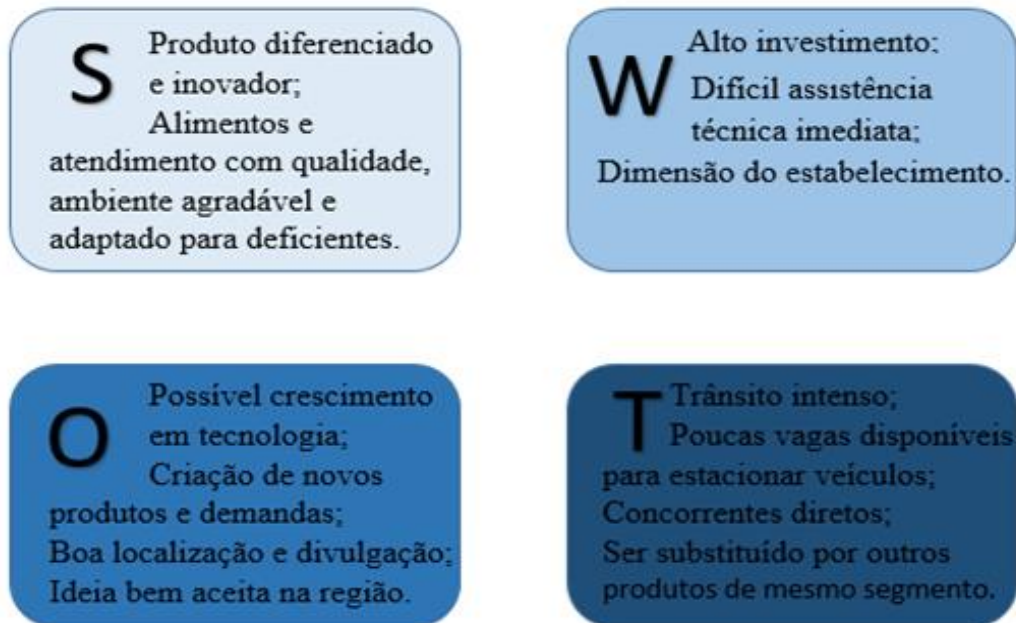 S
Produto diferenciado
e inovador;
Alimentos e
atendimento com qualidade,
ambiente agradável e
adaptado para deficientes.
W
Alto investimento;
Difícil assistência
técnica imediata;
Dimensão do estabelecimento.
O
Possível crescimento
em tecnologia;
Criação de novos
produtos e demandas;
Boa localização e divulgação;
Ideia bem aceita na região.
T
Trânsito intenso;
Poucas vagas disponíveis
para estacionar veículos;
Concorrentes diretos;
Ser substituído por outros
produtos de mesmo segmento.